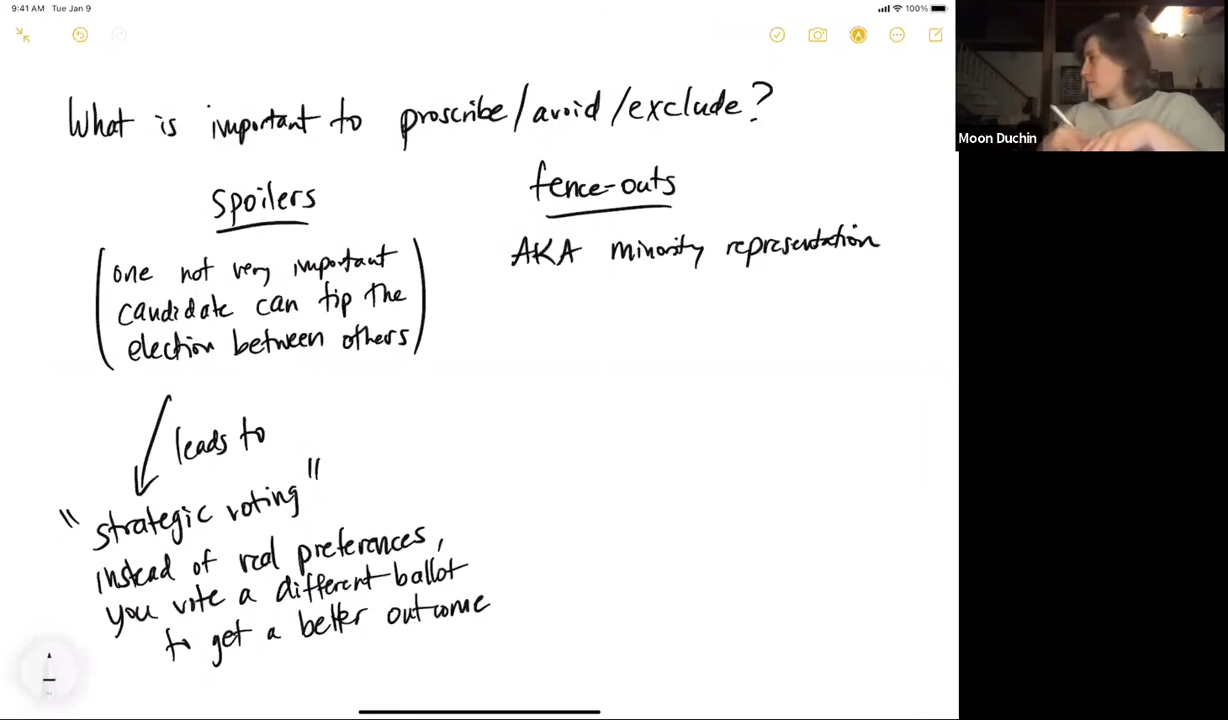 9:41 AM Tue Jan 9
100%
What is important to proscribe/avoid/exclude?
spoilers
(one not very important
candidate can tip the
election between others)
leads to
"strategic voting"
instead of real preferences,
you vote a different ballot
to get a better outcome
fence-outs
AKA minority representation
Moon Duchin